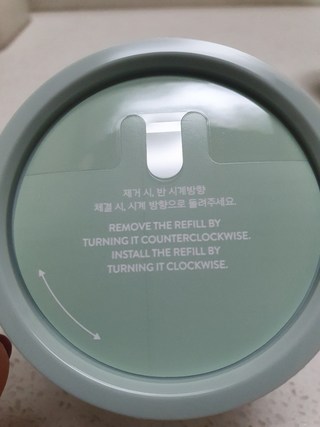 제거 시, 반 시계방향
체결 시, 시계 방향으로 돌려주세요.
REMOVE THE REFILL BY
TURNING IT COUNTERCLOCKWISE.
INSTALL THE REFILL BY
TURNING IT CLOCKWISE.